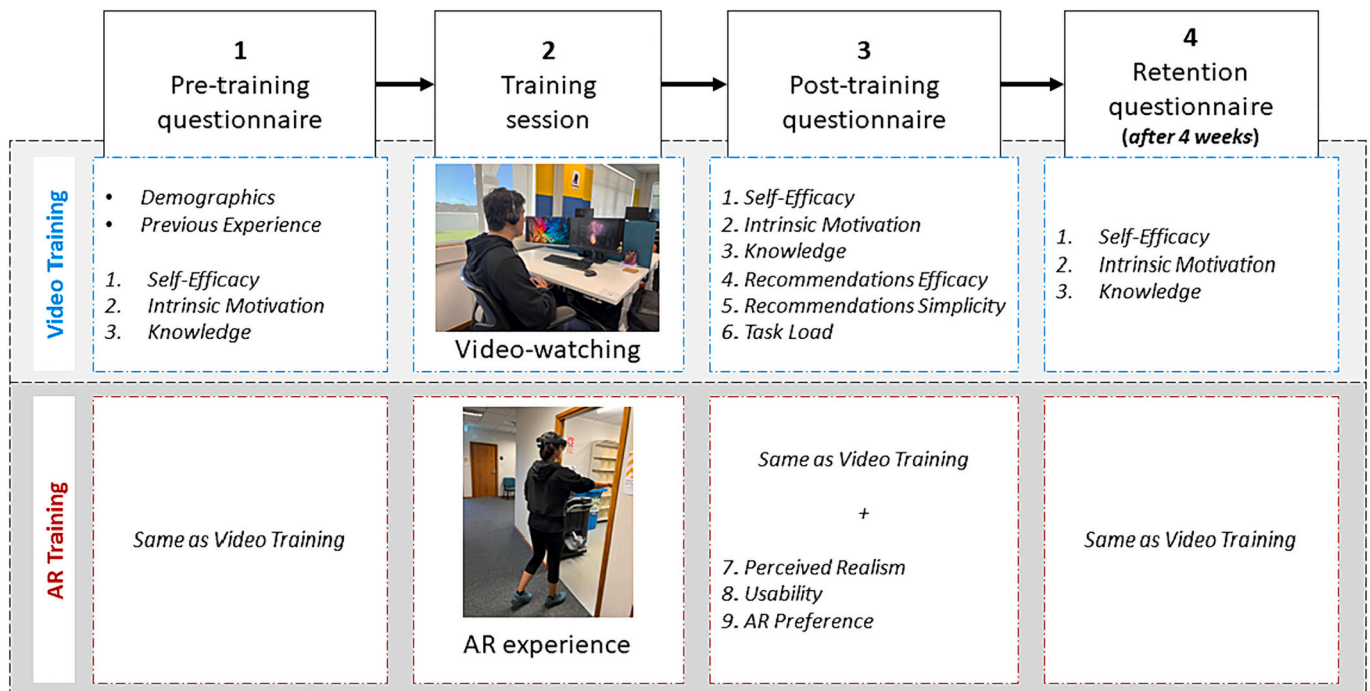 1
Pre-training
questionnaire
2
Training
session
3
Post-training
questionnaire
4
Retention
questionnaire
(after 4 weeks)
Video Training
• Demographics
• Previous Experience
1. Self-Efficacy
2. Intrinsic Motivation
3. Knowledge
Video-watching
1. Self-Efficacy
2. Intrinsic Motivation
3. Knowledge
4. Recommendations Efficacy
5. Recommendations Simplicity
6. Task Load
1. Self-Efficacy
2. Intrinsic Motivation
3. Knowledge
AR Training
Same as Video Training
AR experience
Same as Video Training
+
7. Perceived Realism
8. Usability
9. AR Preference
Same as Video Training